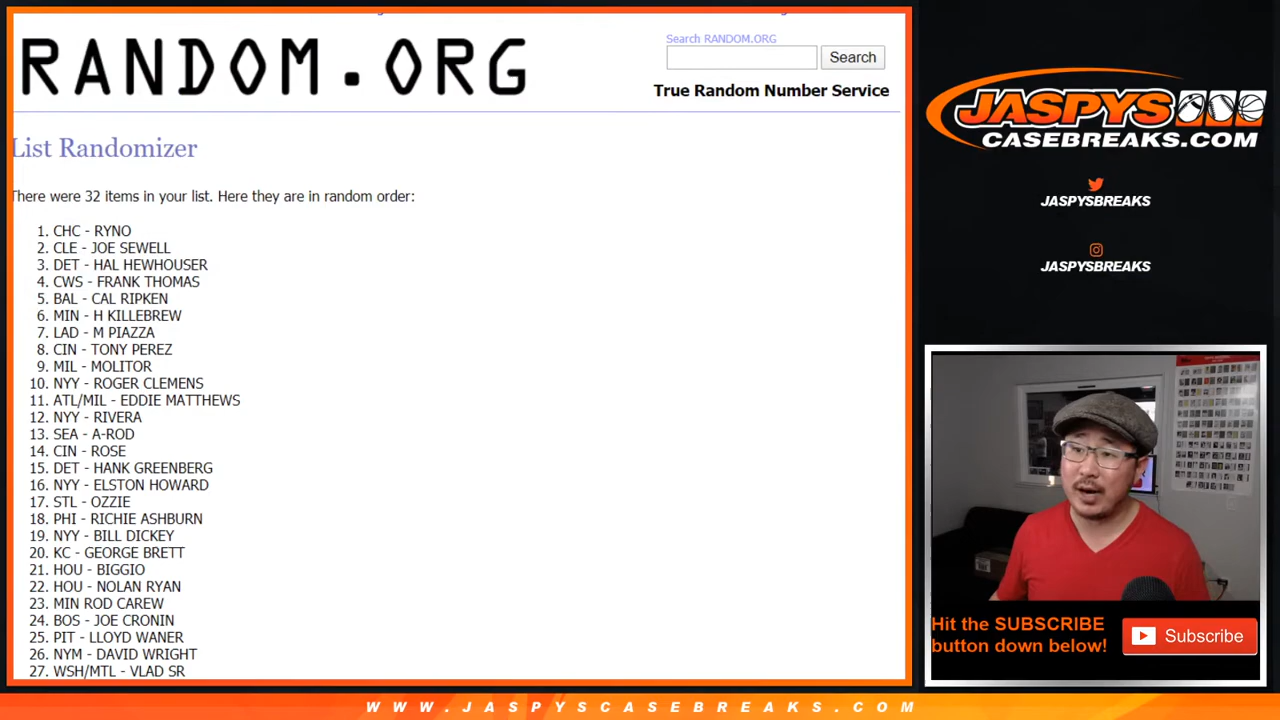 RANDOM.ORG
Search RANDOM.ORG
Search
True Random Number Service
List Randomizer
There were 32 items in your list. Here they are in random order:
1. CHC - RYNO
2. CLE - JOE SEWELL
3. DET - HAL HEWHOUSER
4. CWS - FRANK THOMAS
5. BAL - CAL RIPKEN
6. MIN - H KILLEBREW
7. LAD - M PIAZZA
8. CIN - TONY PEREZ
9. MIL - MOLITOR
10. NYY - ROGER CLEMENS
11. ATL/MIL - EDDIE MATTHEWS
12. NYY - RIVERA
13. SEA - A-ROD
14. CIN - ROSE
15. DET - HANK GREENBERG
16. NYY - ELSTON HOWARD
17. STL - OZZIE
18. PHI - RICHIE ASHBURN
19. NYY - BILL DICKEY
20. KC - GEORGE BRETT
21. HOU - BIGGIO
22. HOU - NOLAN RYAN
23. MIN ROD CAREW
24. BOS - JOE CRONIN
25. PIT - LLOYD WANER
26. NYM - DAVID WRIGHT
27. WSH/MTL - VLAD SR
JASPYS
CASEBREAKS.COM
JASPYSBREAKS
JASPYSBREAKS
Hit the SUBSCRIBE
button down below!
Subscribe
WWW.JASPYSCASEBREAKS.COM